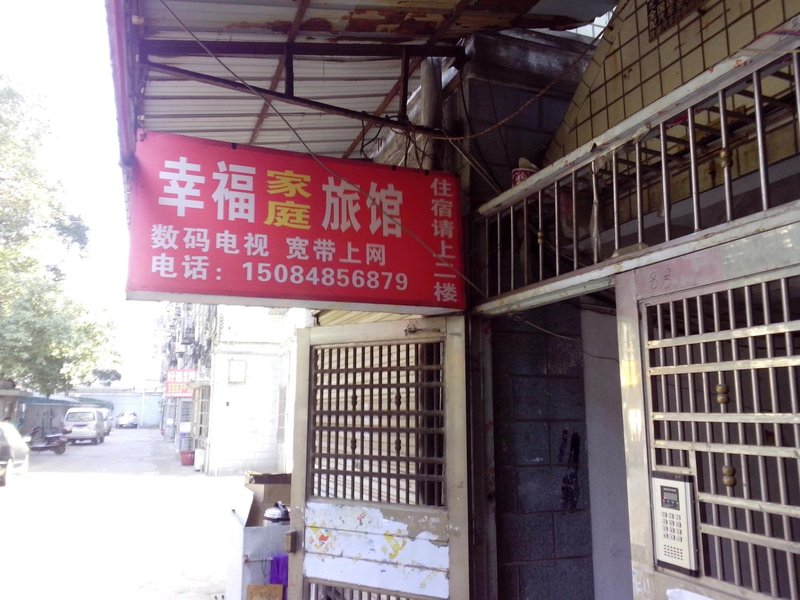 幸福家庭旅馆
数码电视 宽带上网
电话：15084856879
住宿请上二楼